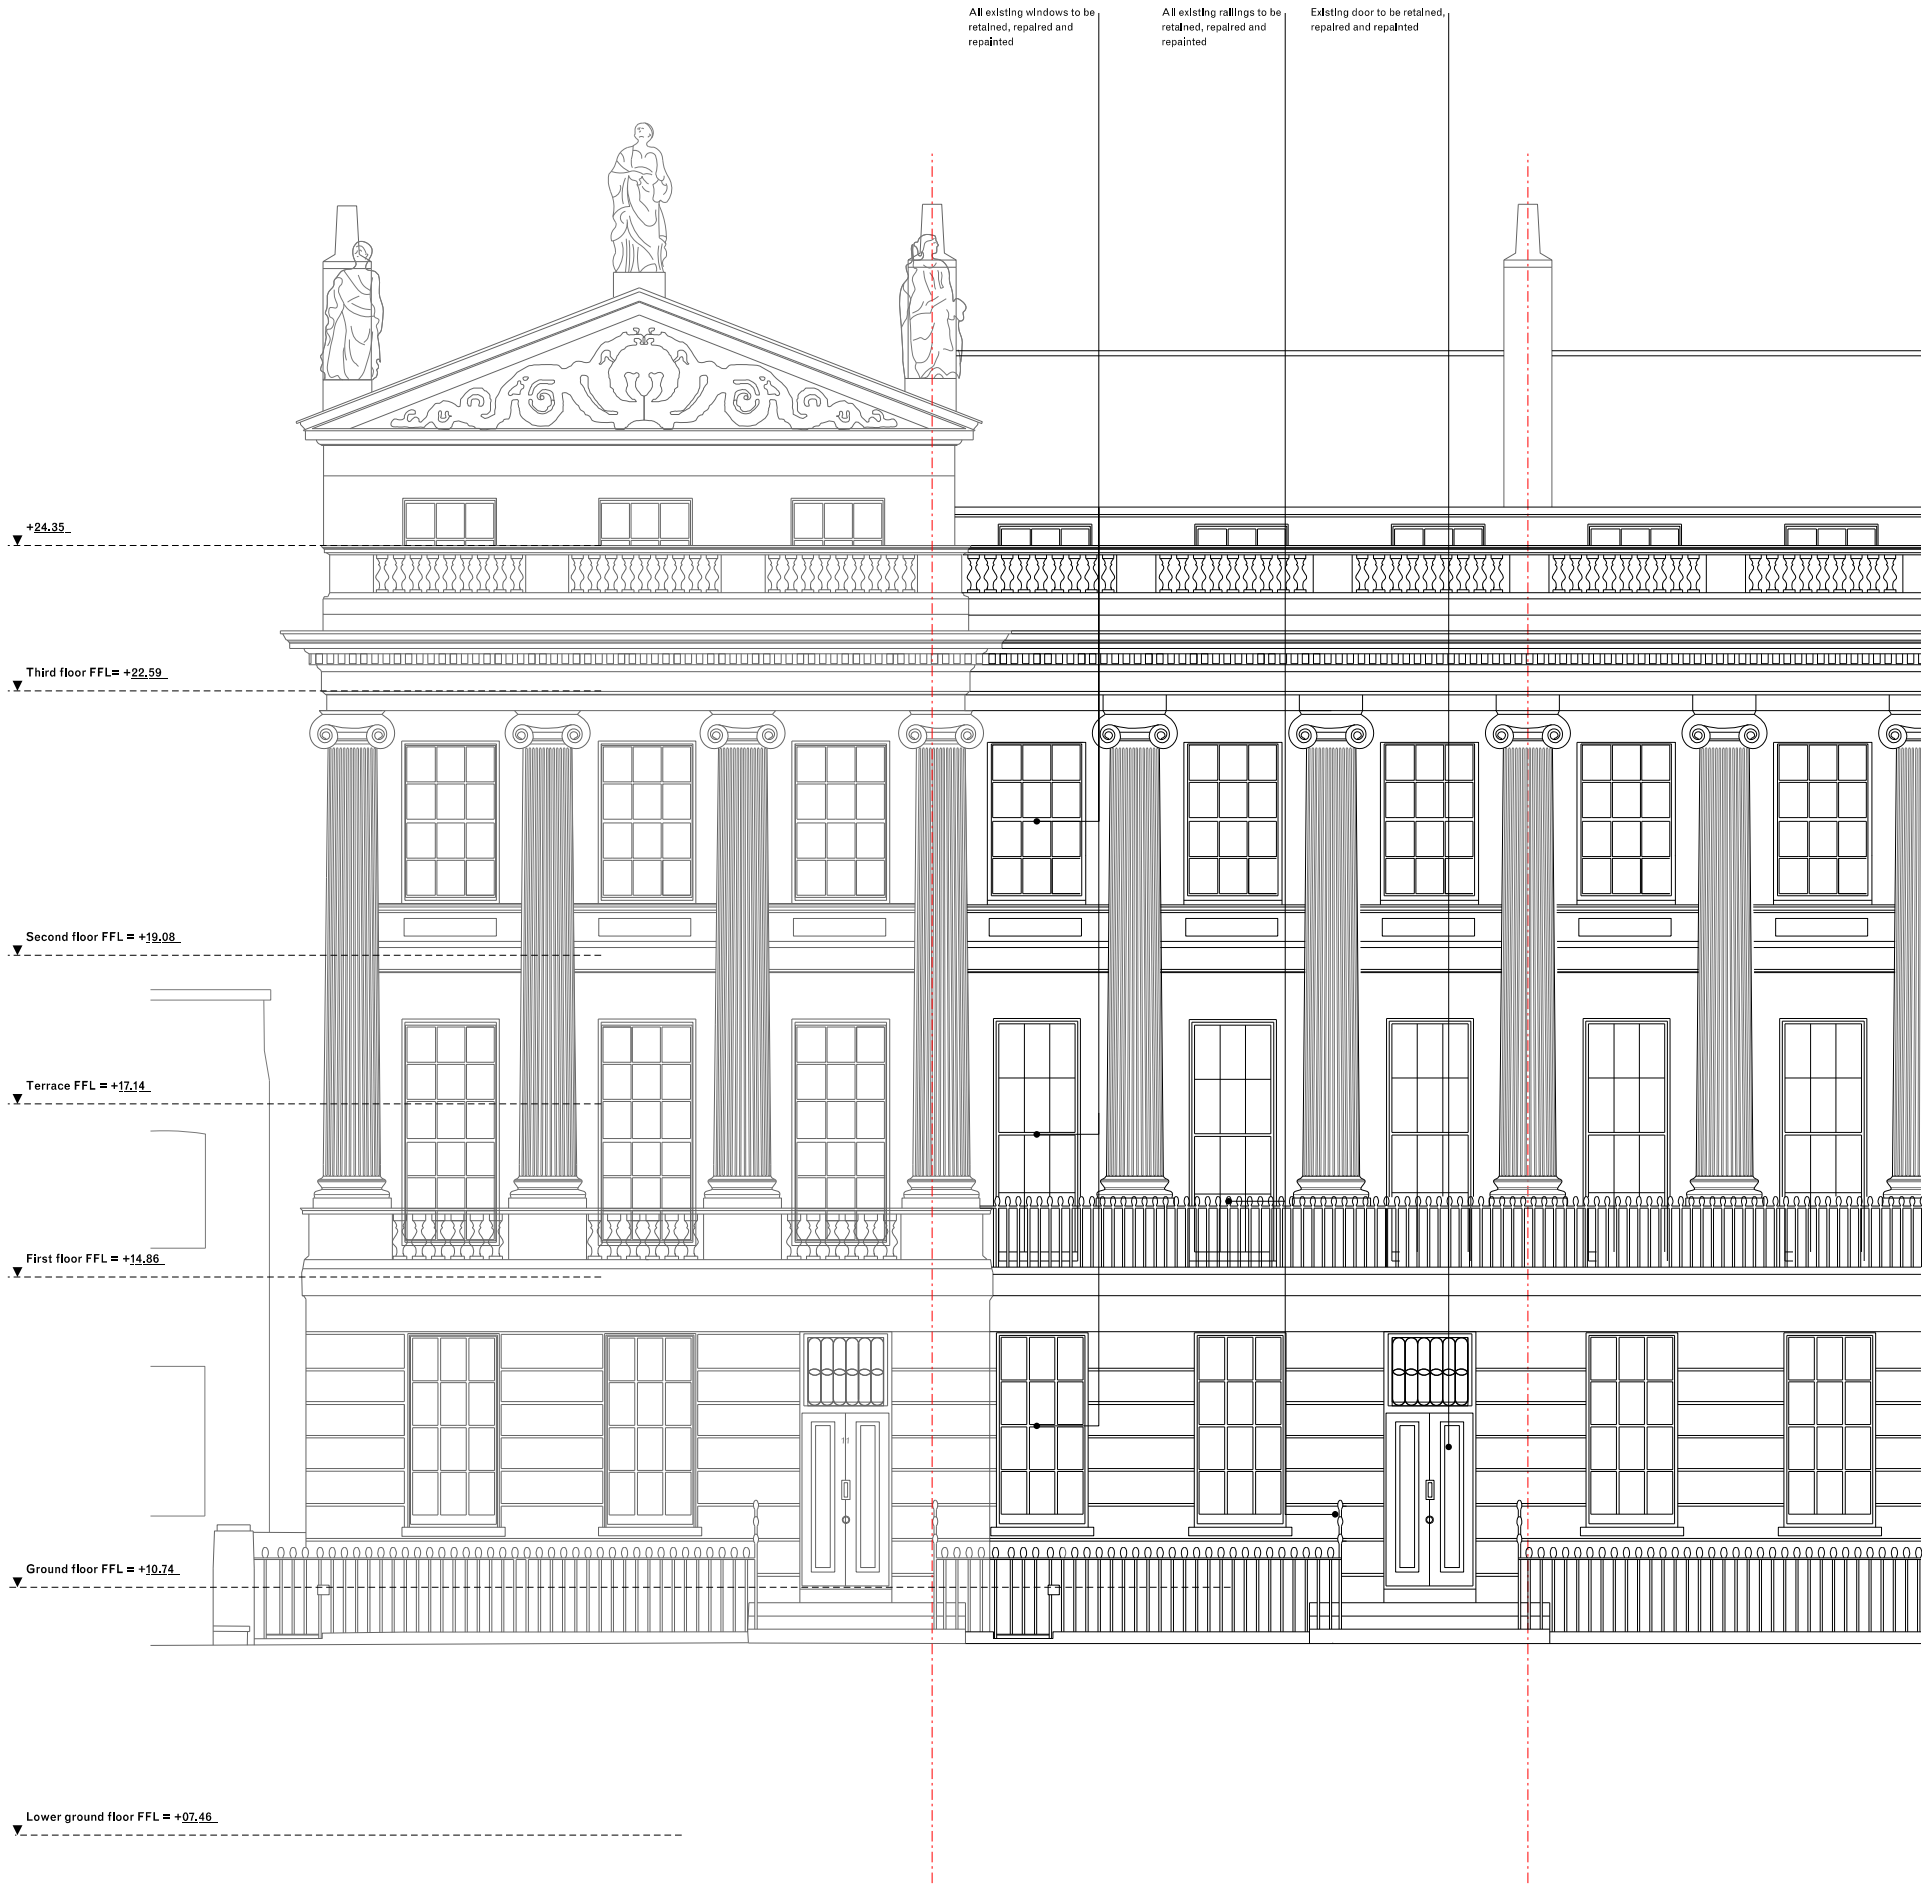 All existing windows to be
retained, repaired and
repainted
All existing railings to be
retained, repaired and
repainted
Existing door to be retained,
repaired and repainted
+24.35
Third floor FFL= +22.59
Second floor FFL = +19.08
Terrace FFL = +17.14
First floor FFL = +14.86
11
Ground floor FFL = +10.74
Lower ground floor FFL = +07.46